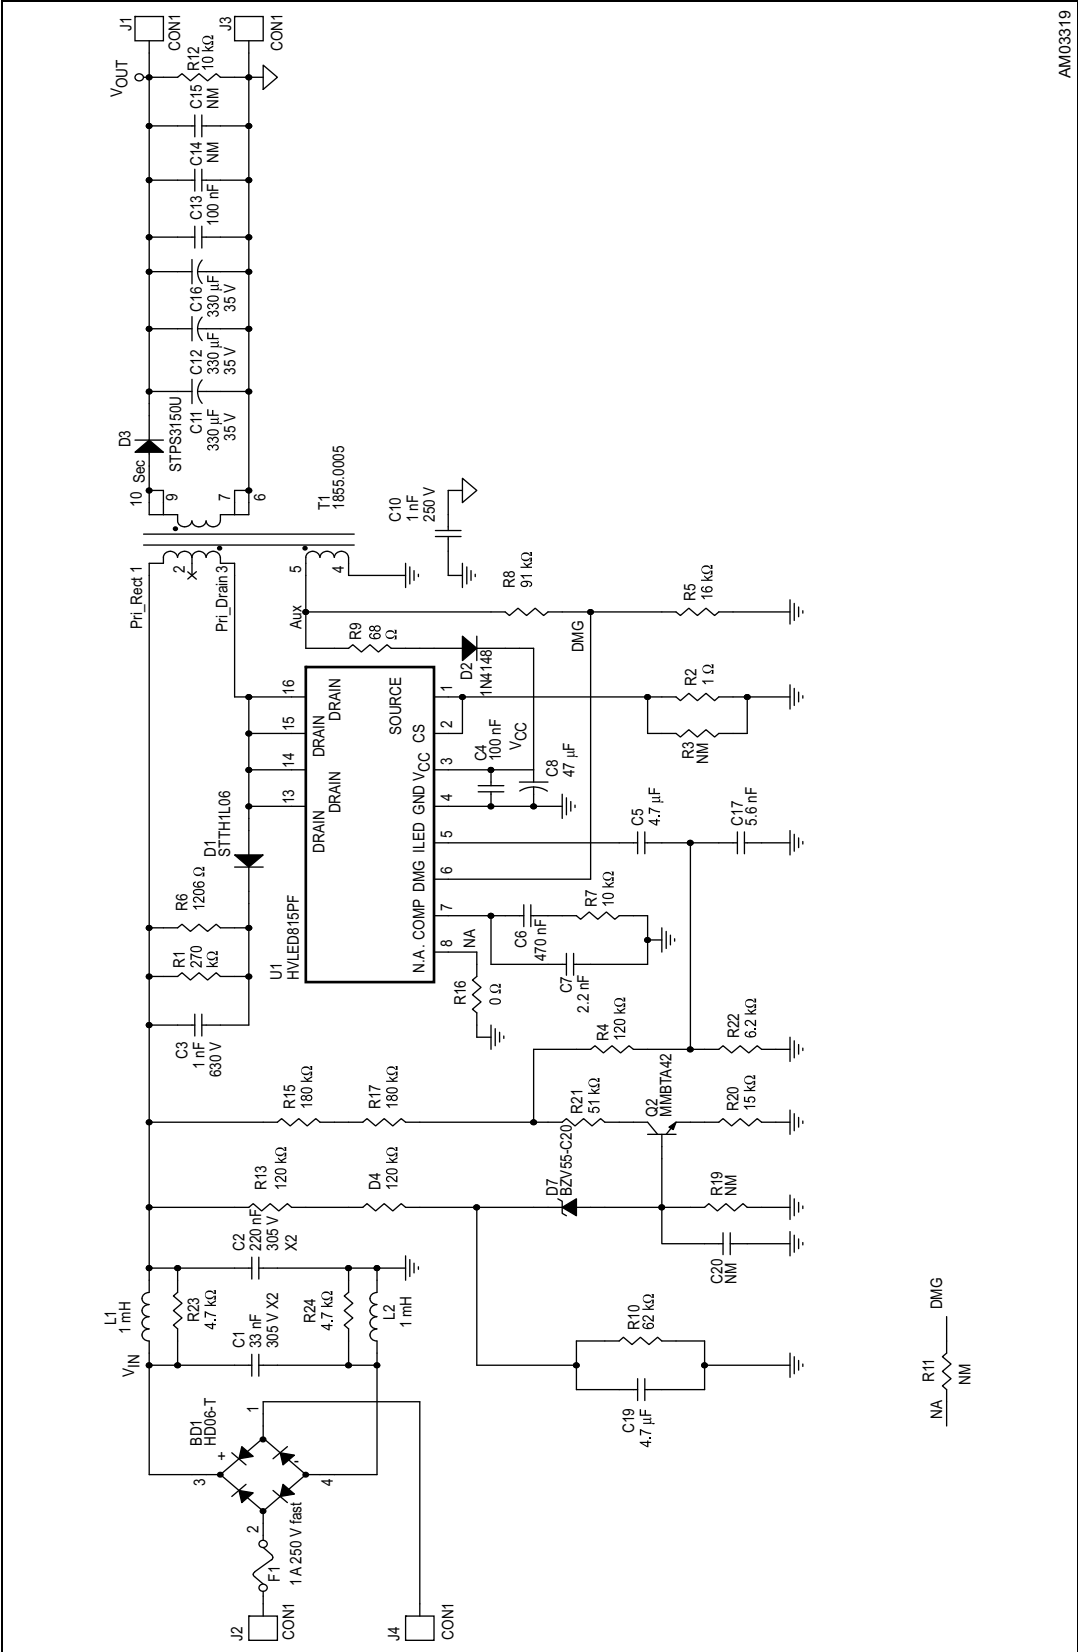 J2
CON1
F1
1 A 250 V fast
J4
CON1
BD1
HD06-T
2
3
+
-
1
4
VIN
L1
1 mH
R23
4.7 kΩ
C1
33 nF
305 V X2
R24
4.7 kΩ
L2
1 mH
C2
220 nF
305 V
X2
R13
120 kΩ
D4
120 kΩ
R15
180 kΩ
R17
180 kΩ
C19
4.7 µF
R10
62 kΩ
D7
BZV55-C20
C20
NM
R19
NM
R21
51 kΩ
Q2
MMBTA42
R20
15 kΩ
R4
120 kΩ
R22
6.2 kΩ
C3
1 nF
630 V
R1
270
kΩ
R6
1206 Ω
D1
STTH1L06
U1
HVLED815PF
13
14
15
16
DRAIN
DRAIN
DRAIN
DRAIN
N.A.
COMP
DMG
ILED
GND
VCC
CS
SOURCE
8
7
6
5
4
3
2
1
NA
R16
0 Ω
C7
2.2 nF
C6
470 nF
R7
10 kΩ
C5
4.7 µF
C17
5.6 nF
C4
100 nF
VCC
C8
47 µF
R3
NM
R2
1 Ω
R9
68
Ω
D2
1N4148
DMG
R8
91 kΩ
R5
16 kΩ
Aux
Pri_Rect 1
2
Pri_Drain 3
5
4
T1
1855.0005
C10
1 nF
250 V
10
9
7
6
Sec
D3
STPS3150U
C11
330 µF
35 V
C12
330 µF
35 V
C16
330 µF
35 V
C13
100 nF
C14
NM
C15
NM
R12
10 kΩ
VOUT
J1
CON1
J3
CON1
NA
R11
NM
DMG
AM03319